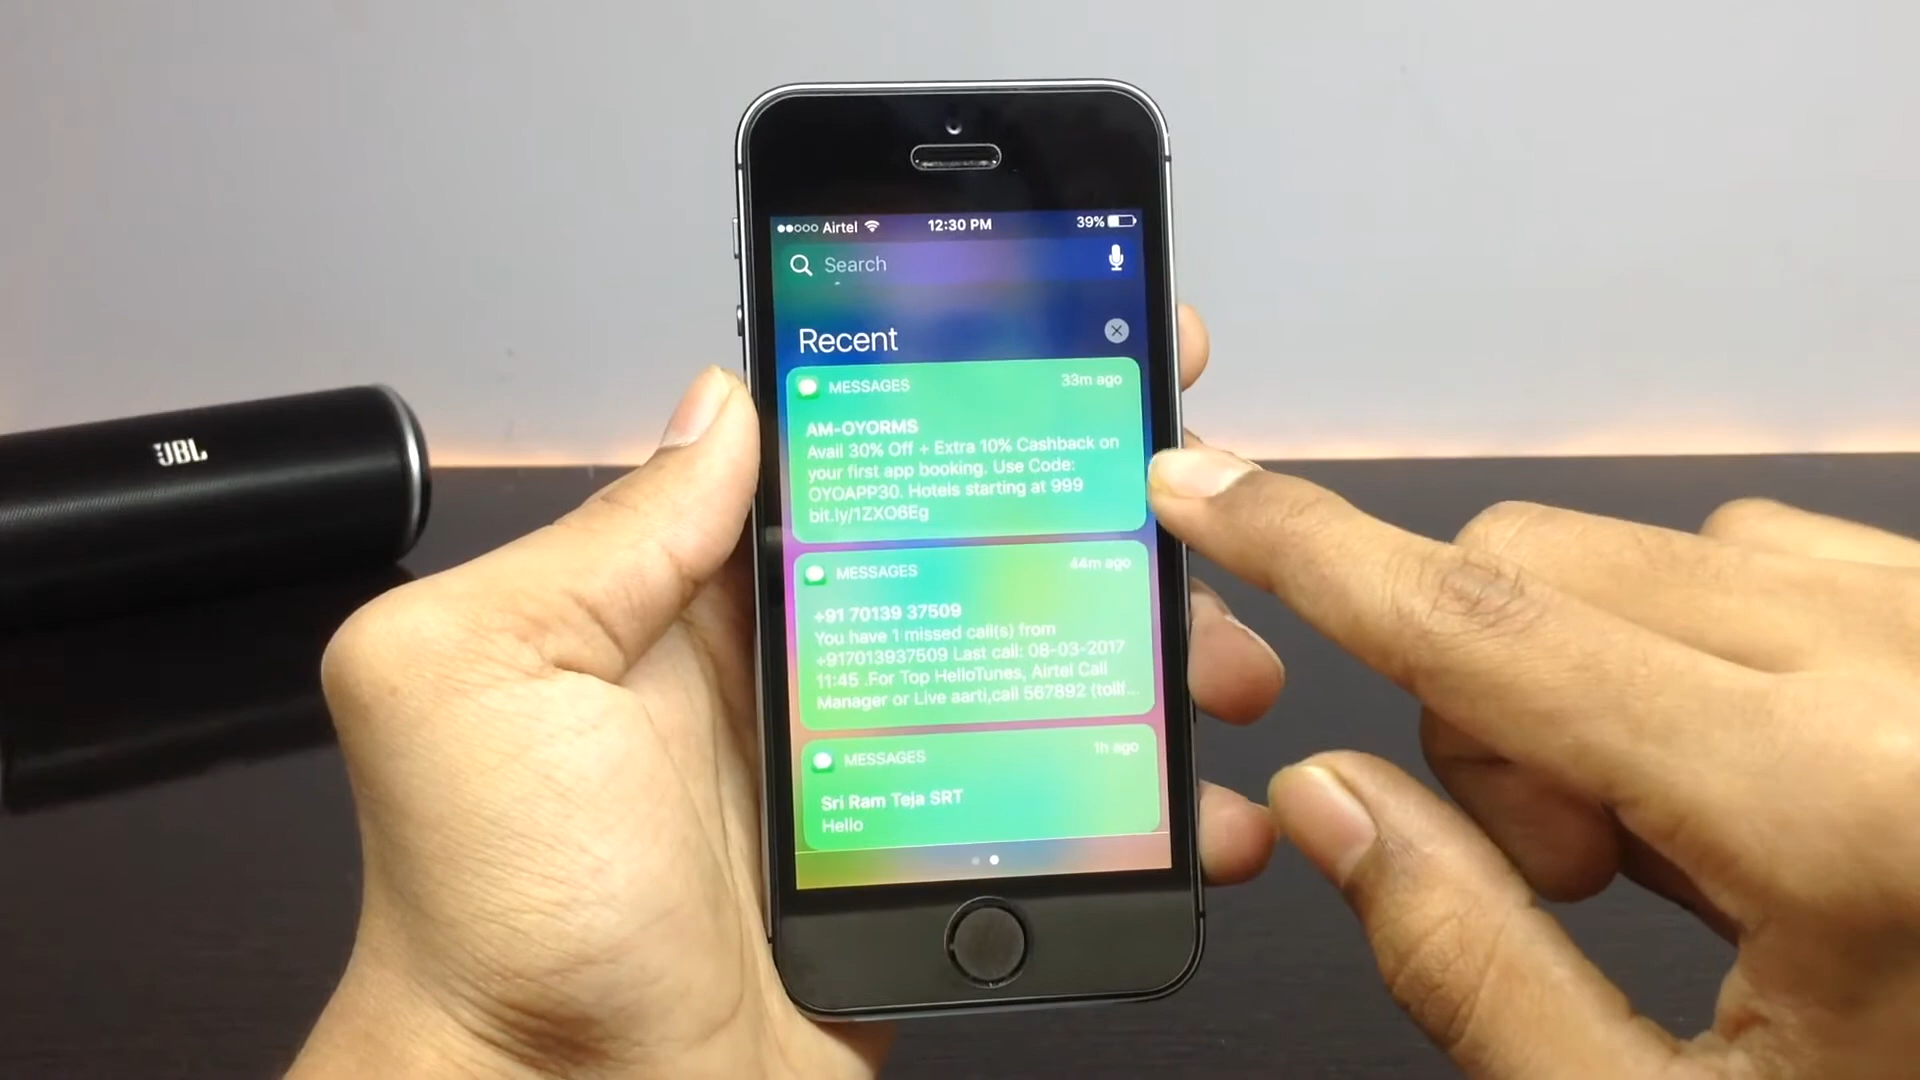 JBL
Airtel 12:30 PM 39%
Search
Recent
MESSAGES 33m ago
AM-OYORMS
Avail 30% Off + Extra 10% Cashback on
your first app booking. Use Code:
OYOAPP30. Hotels starting at 999
bit.ly/1ZXO6Eg
MESSAGES 44m ago
+91 70139 37509
You have 1 missed call(s) from
+917013937509 Last call: 08-03-2017
11:45 .For Top HelloTunes, Airtel Call
Manager or Live aarti,call 567892 (tollf...
MESSAGES 1h ago
Sri Ram Teja SRT
Hello